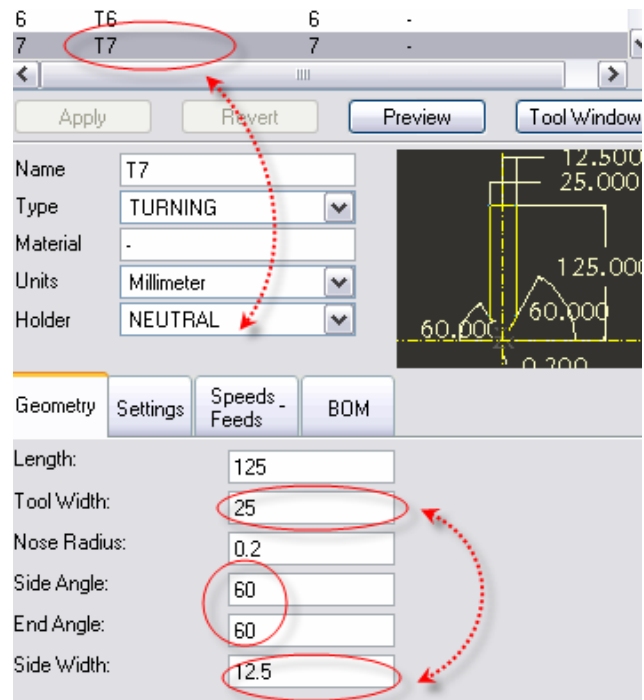 6 T6 6 -
7 T7 7 -
Apply Revert Preview Tool Window
Name T7
Type TURNING
Material -
Units Millimeter
Holder NEUTRAL
12.500
25.000
125.000
60.000
60.000
0.200
Geometry Settings Speeds - Feeds BOM
Length: 125
Tool Width: 25
Nose Radius: 0.2
Side Angle: 60
End Angle: 60
Side Width: 12.5